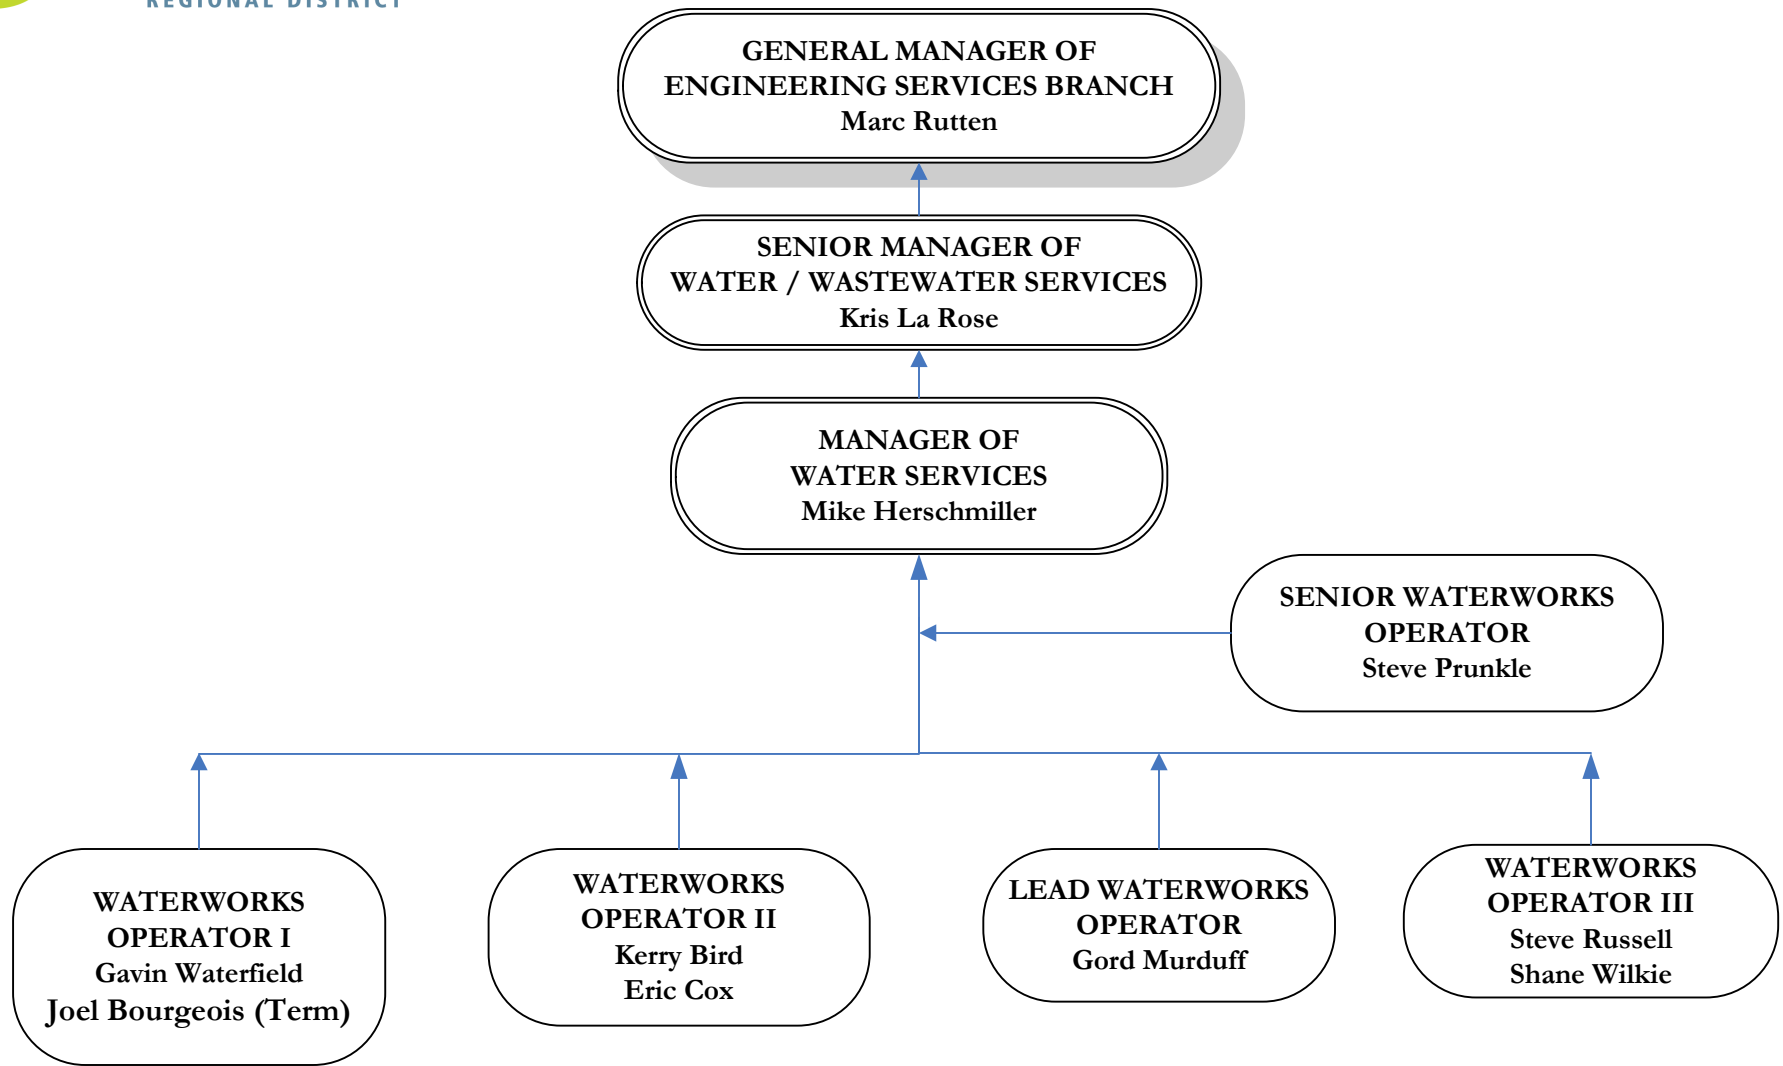 REGIONAL DISTRICT
GENERAL MANAGER OF
ENGINEERING SERVICES BRANCH
Marc Rutten
SENIOR MANAGER OF
WATER / WASTEWATER SERVICES
Kris La Rose
MANAGER OF
WATER SERVICES
Mike Herschmiller
SENIOR WATERWORKS
OPERATOR
Steve Prunkle
WATERWORKS
OPERATOR I
Gavin Waterfield
Joel Bourgeois (Term)
WATERWORKS
OPERATOR II
Kerry Bird
Eric Cox
LEAD WATERWORKS
OPERATOR
Gord Murduff
WATERWORKS
OPERATOR III
Steve Russell
Shane Wilkie